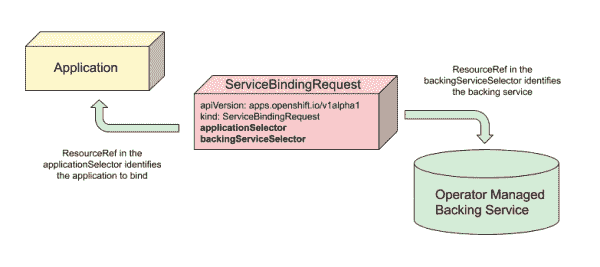 Application
ServiceBindingRequest
apiVersion: apps.openshift.io/v1alpha1
kind: ServiceBindingRequest
applicationSelector
backingServiceSelector
ResourceRef in the
backingServiceSelector identifies
the backing service
ResourceRef in the
applicationSelector identifies
the application to bind
Operator Managed
Backing Service